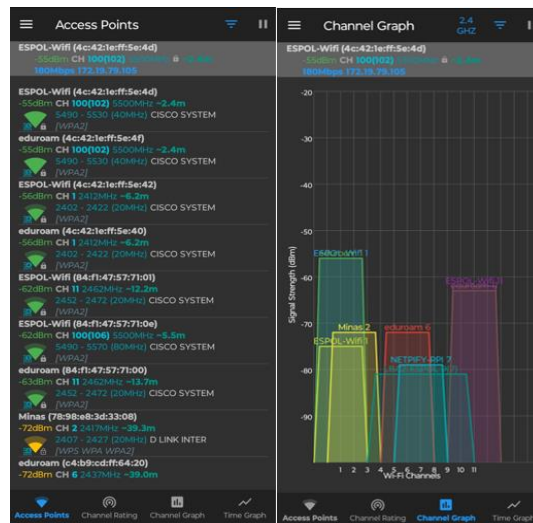 Access Points
ESPOL-Wifi (4c:42:1e:ff:5e:4d)
-55dBm CH 100(102) 5500MHz ~2.4m
180Mbps 172.19.79.105
ESPOL-Wifi (4c:42:1e:ff:5e:4d)
-55dBm CH 100(102) 5500MHz ~2.4m
5490 - 5530 (40MHz) CISCO SYSTEM
[WPA2]
eduroam (4c:42:1e:ff:5e:4f)
-55dBm CH 100(102) 5500MHz ~2.4m
5490 - 5530 (40MHz) CISCO SYSTEM
[WPA2]
ESPOL-Wifi (4c:42:1e:ff:5e:42)
-56dBm CH 1 2412MHz ~6.2m
2402 - 2422 (20MHz) CISCO SYSTEM
[WPA2]
eduroam (4c:42:1e:ff:5e:40)
-56dBm CH 1 2412MHz ~6.2m
2402 - 2422 (20MHz) CISCO SYSTEM
[WPA2]
ESPOL-Wifi (84:f1:47:57:71:01)
-62dBm CH 11 2462MHz ~12.2m
2452 - 2472 (20MHz) CISCO SYSTEM
[WPA2]
ESPOL-Wifi (84:f1:47:57:71:0e)
-62dBm CH 100(106) 5500MHz ~5.5m
5490 - 5570 (80MHz) CISCO SYSTEM
[WPA2]
eduroam (84:f1:47:57:71:00)
-63dBm CH 11 2462MHz ~13.7m
2452 - 2472 (20MHz) CISCO SYSTEM
[WPA2]
Minas (78:98:e8:3d:33:08)
-72dBm CH 2 2417MHz ~39.3m
2407 - 2427 (20MHz) D LINK INTER
[WPS WPA WPA2]
eduroam (c4:b9:cd:ff:64:20)
-72dBm CH 6 2437MHz ~39.0m
Access Points Channel Rating Channel Graph Time Graph
Channel Graph
2.4
GHZ
ESPOL-Wifi (4c:42:1e:ff:5e:4d)
-55dBm CH 100(102)
180Mbps 172.19.79.105
Signal Strength (dBm)
-20
-30
-40
-50
-60
ESPOL-Wifi 11
-70
Minas 2
eduroam 6
ESPOL-Wifi 1
NETPIFY-RPI 7
-80
-90
1 2 3 4 5 6 7 8 9 10 11
Wi-Fi Channels
Access Points Channel Rating Channel Graph Time Graph